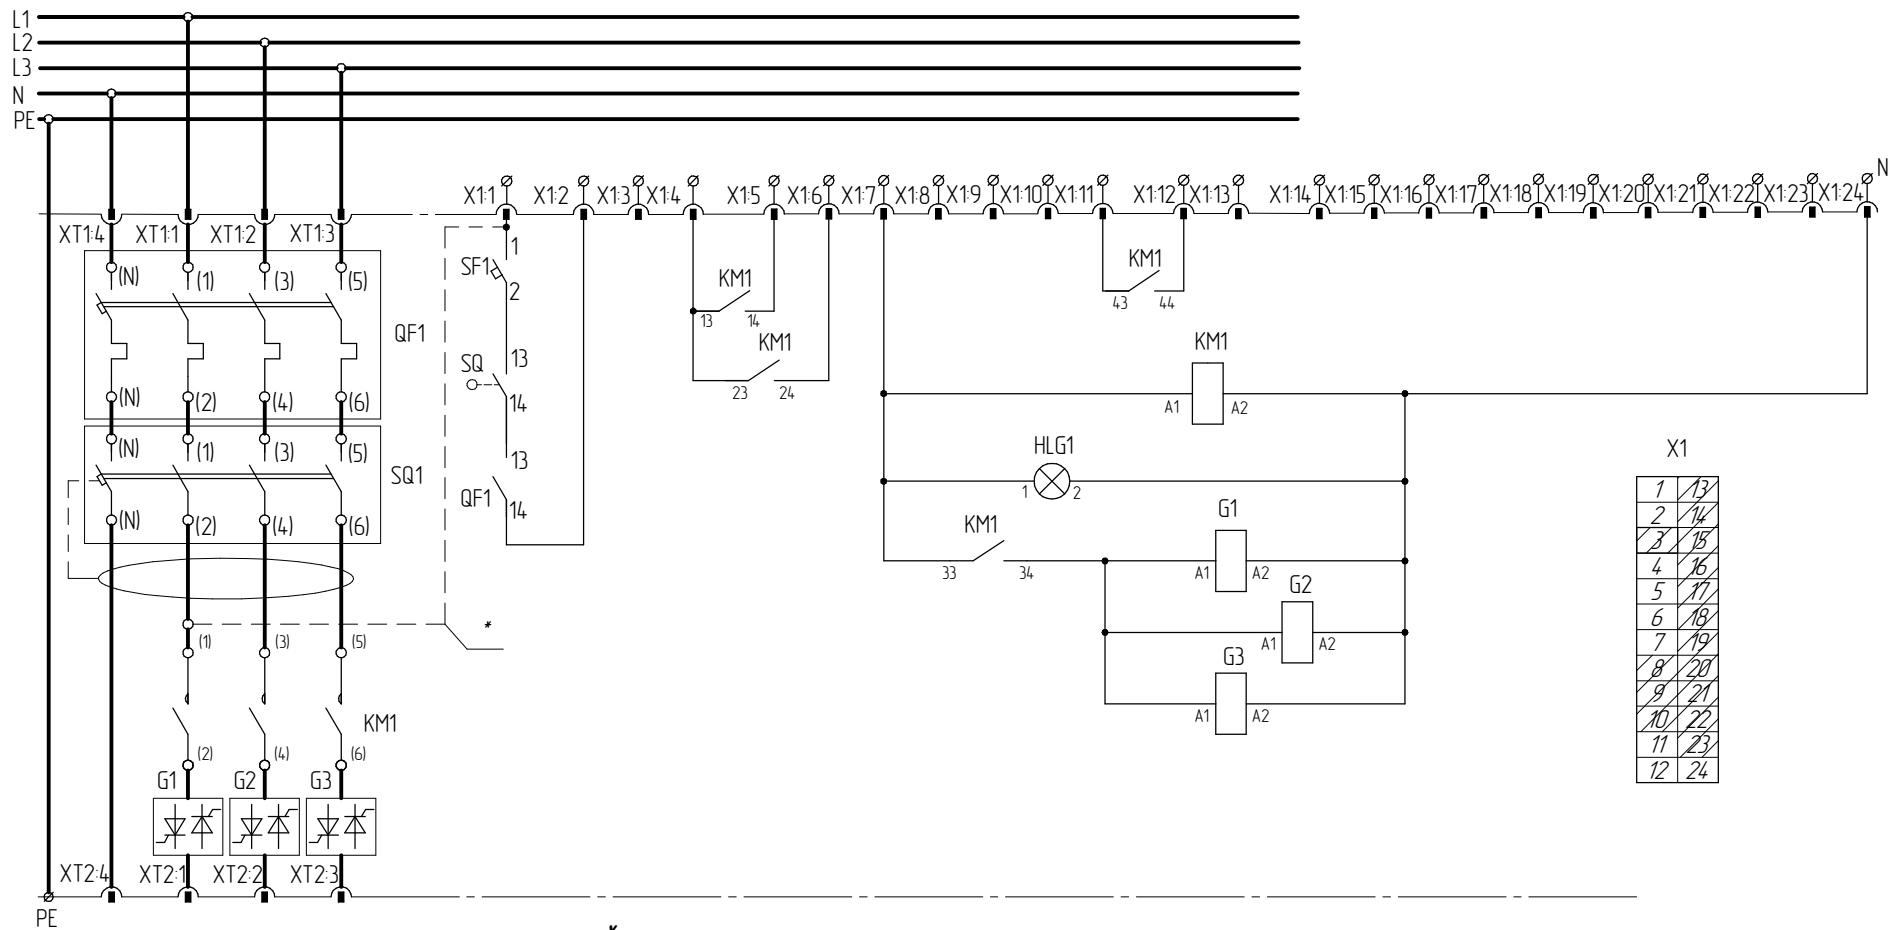 L1
L2
L3
N
PE
N
X1:1 X1:2 X1:3 X1:4 X1:5 X1:6 X1:7 X1:8 X1:9 X1:10 X1:11 X1:12 X1:13 X1:14 X1:15 X1:16 X1:17 X1:18 X1:19 X1:20 X1:21 X1:22 X1:23 X1:24
XT1:4 XT1:1 XT1:2 XT1:3
(N) (1) (3) (5)
QF1
(N) (2) (4) (6)
(N) (1) (3) (5)
SQ1
(N) (2) (4) (6)
(1) (3) (5)
*
KM1
(2) (4) (6)
G1 G2 G3
XT2:4 XT2:1 XT2:2 XT2:3
PE
1
SF1
2
13
SQ
14
13
QF1
14
KM1
13 14
KM1
23 24
KM1
43 44
KM1
A1 A2
HLG1
1 2
KM1
33 34
G1
A1 A2
G2
A1 A2
G3
A1 A2
X1
1 13
2 14
3 15
4 16
5 17
6 18
7 19
8 20
9 21
10 22
11 23
12 24